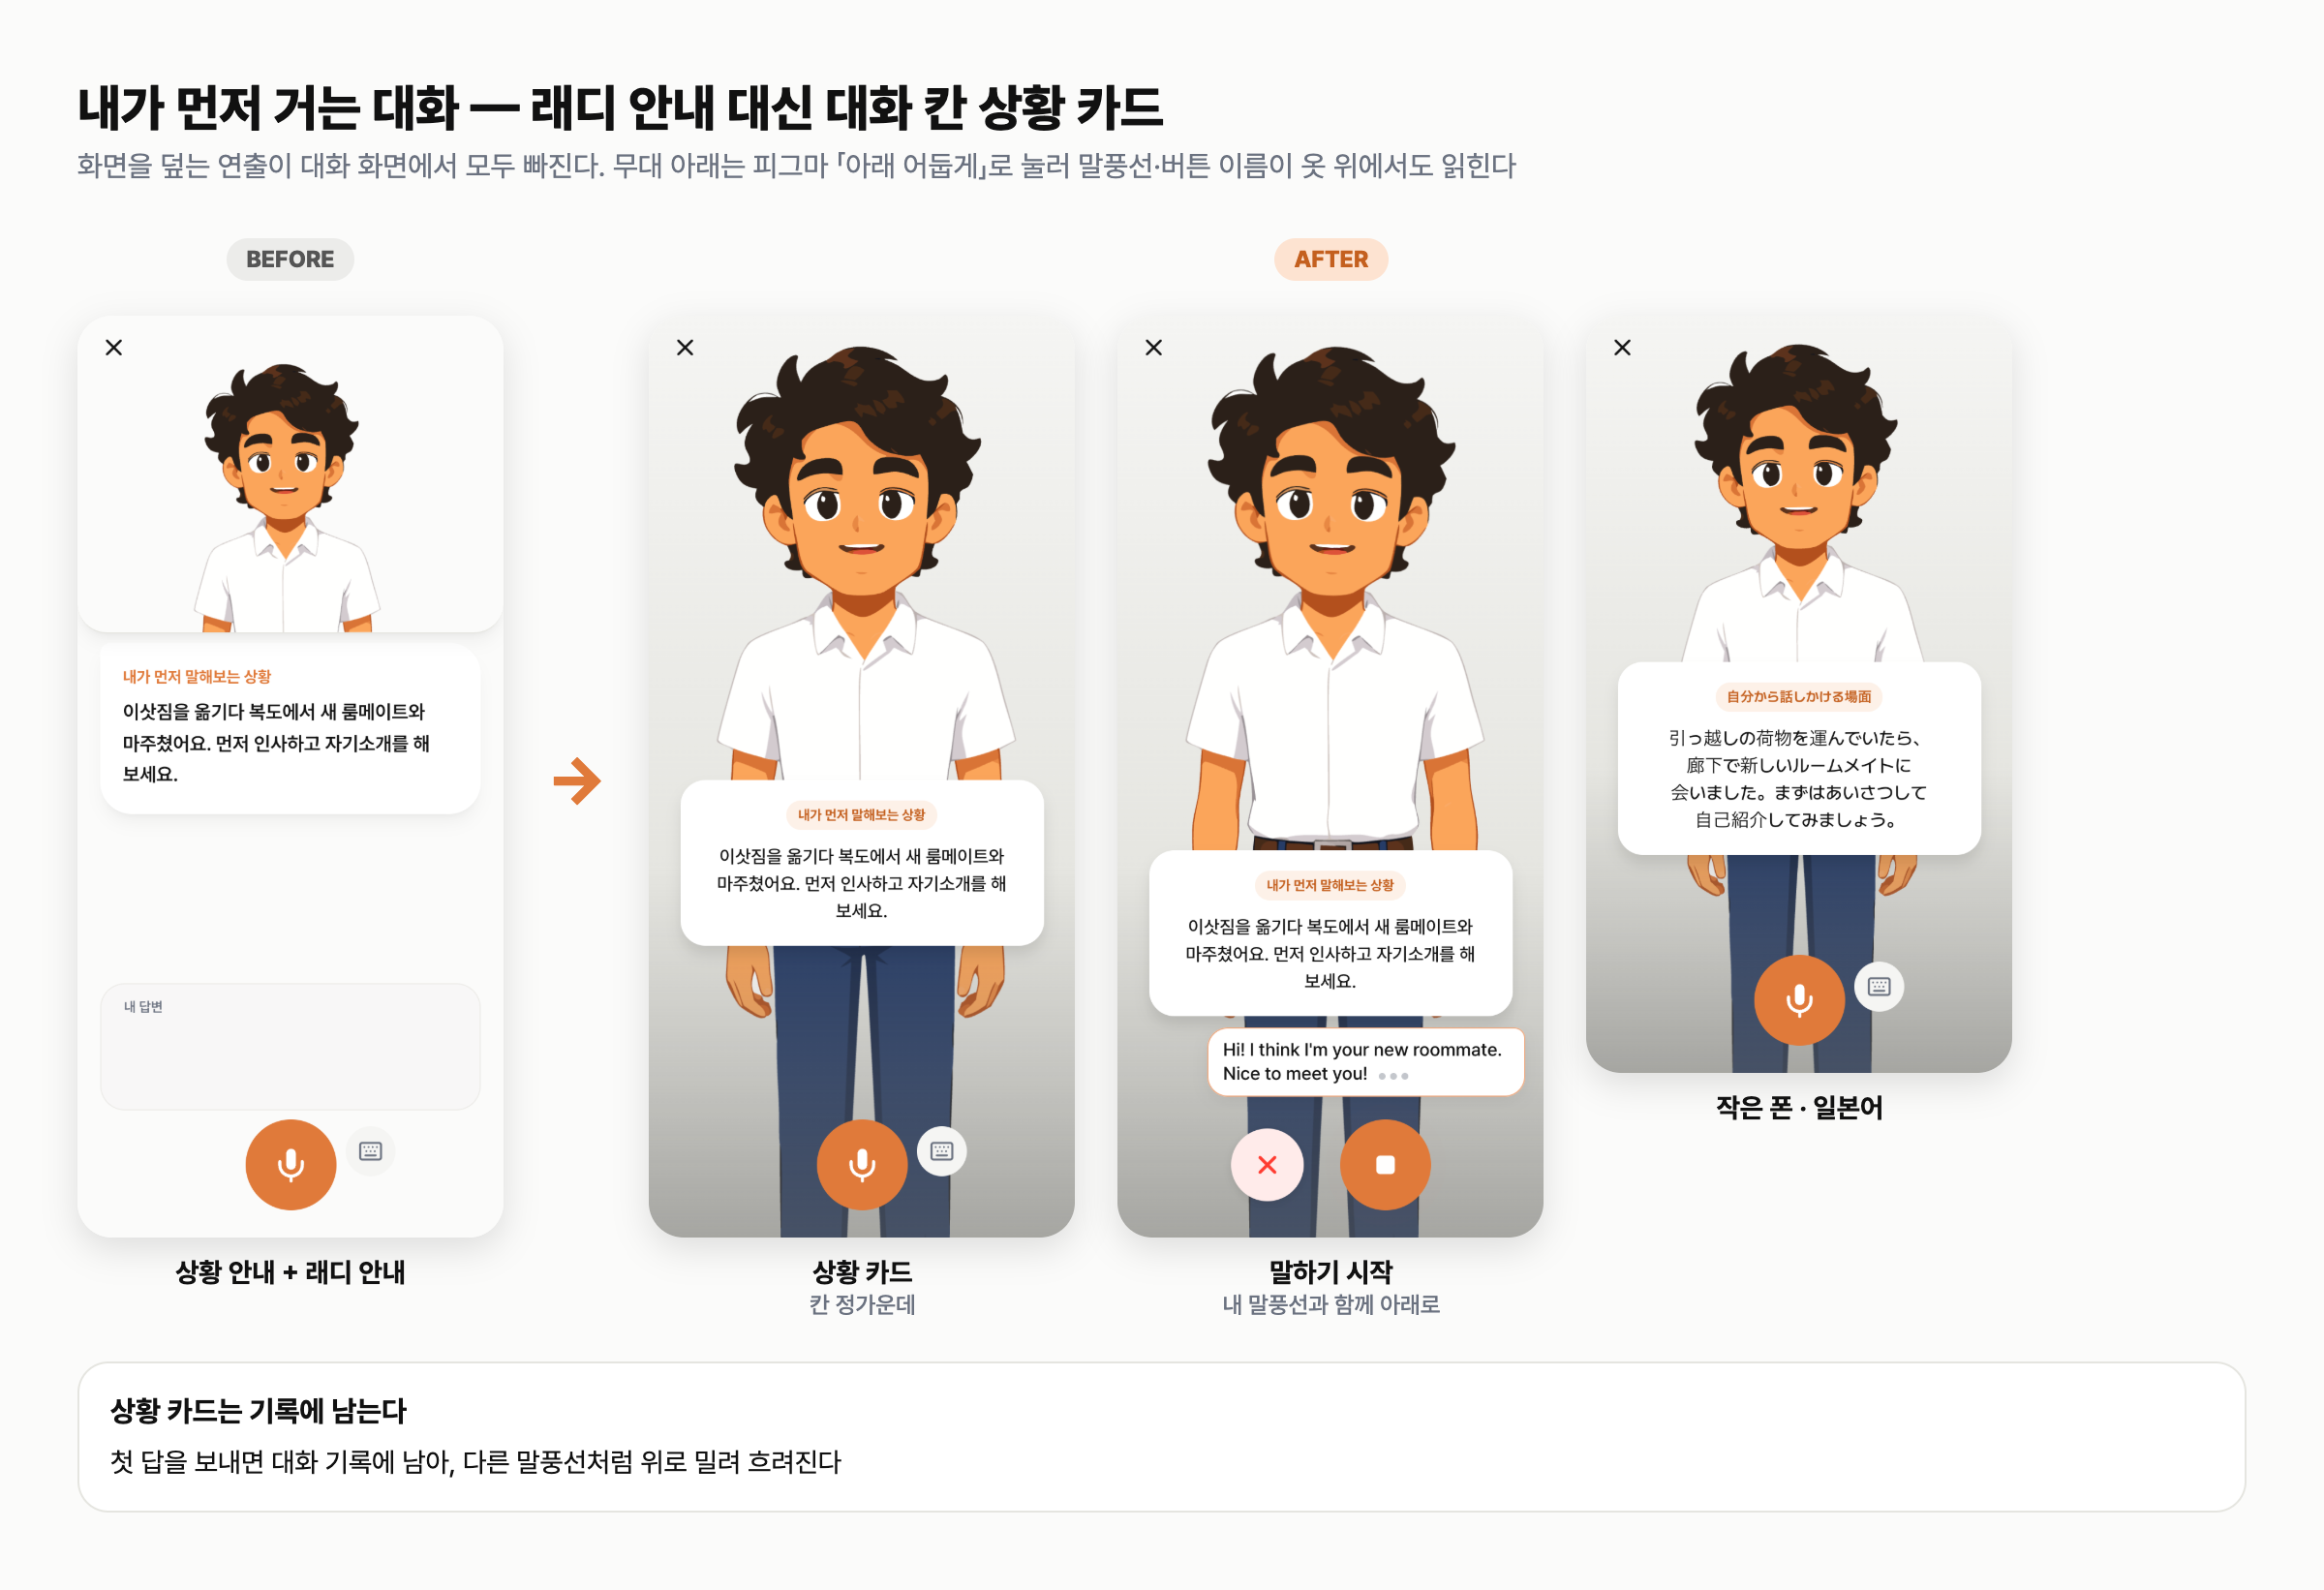 내가 먼저 거는 대화 — 래디 안내 대신 대화 칸 상황 카드
화면을 덮는 연출이 대화 화면에서 모두 빠진다. 무대 아래는 피그마 「아래 어둡게」로 눌러 말풍선·버튼 이름이 옷 위에서도 읽힌다
BEFORE
AFTER
내가 먼저 말해보는 상황
이삿짐을 옮기다 복도에서 새 룸메이트와
마주쳤어요. 먼저 인사하고 자기소개를 해
보세요.
내 답변
상황 안내 + 래디 안내
내가 먼저 말해보는 상황
이삿짐을 옮기다 복도에서 새 룸메이트와
마주쳤어요. 먼저 인사하고 자기소개를 해
보세요.
상황 카드
칸 정가운데
내가 먼저 말해보는 상황
이삿짐을 옮기다 복도에서 새 룸메이트와
마주쳤어요. 먼저 인사하고 자기소개를 해
보세요.
Hi! I think I'm your new roommate.
Nice to meet you!
말하기 시작
내 말풍선과 함께 아래로
自分から話しかける場面
引っ越しの荷物を運んでいたら、
廊下で新しいルームメイトに
会いました。まずはあいさつして
自己紹介してみましょう。
작은 폰 · 일본어
상황 카드는 기록에 남는다
첫 답을 보내면 대화 기록에 남아, 다른 말풍선처럼 위로 밀려 흐려진다